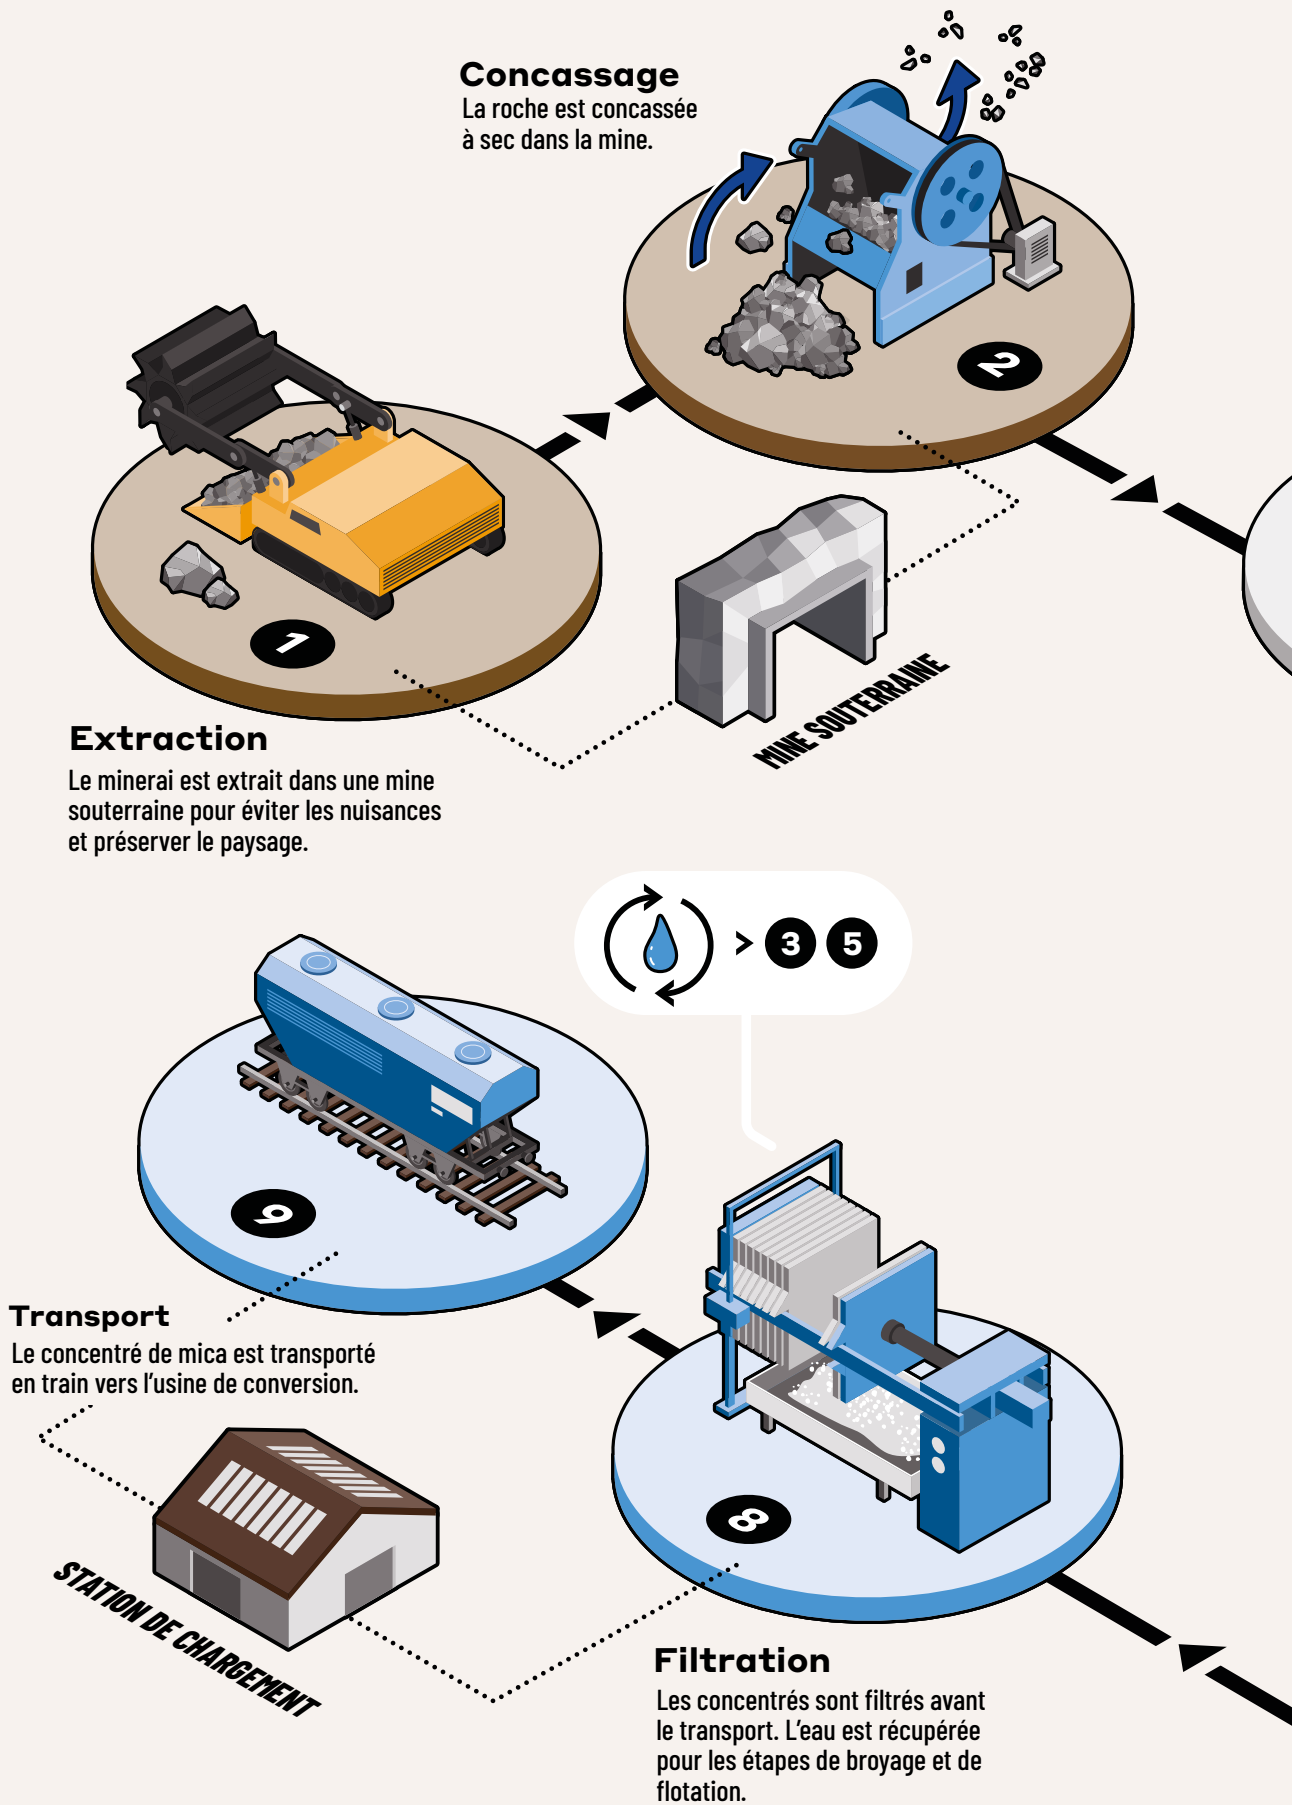 Concassage
La roche est concassée
à sec dans la mine.
2
1
MINE SOUTERRAINE
Extraction
Le minerai est extrait dans une mine
souterraine pour éviter les nuisances
et préserver le paysage.
> 3 5
9
Transport
Le concentré de mica est transporté
en train vers l'usine de conversion.
STATION DE CHARGEMENT
8
Filtration
Les concentrés sont filtrés avant
le transport. L'eau est récupérée
pour les étapes de broyage et de
flotation.